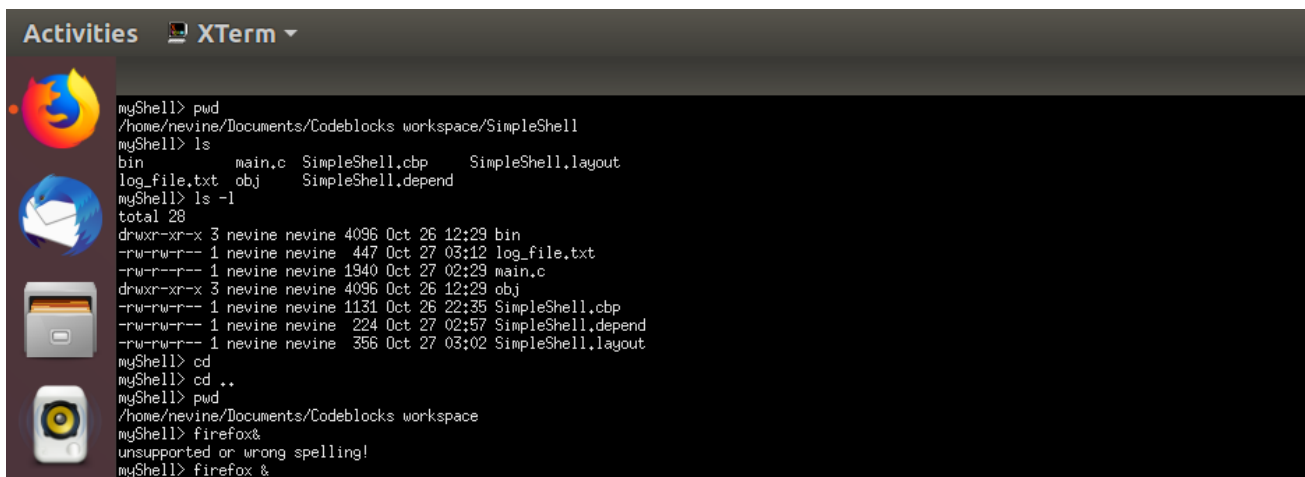 Activities XTerm
myShell> pwd
/home/nevine/Documents/Codeblocks workspace/SimpleShell
myShell> ls
bin main.c SimpleShell.cbp SimpleShell.layout
log_file.txt obj SimpleShell.depend
myShell> ls -l
total 28
drwxr-xr-x 3 nevine nevine 4096 Oct 26 12:29 bin
-rw-rw-r-- 1 nevine nevine 447 Oct 27 03:12 log_file.txt
-rw-r--r-- 1 nevine nevine 1940 Oct 27 02:29 main.c
drwxr-xr-x 3 nevine nevine 4096 Oct 26 12:29 obj
-rw-rw-r-- 1 nevine nevine 1131 Oct 26 22:35 SimpleShell.cbp
-rw-rw-r-- 1 nevine nevine 224 Oct 27 02:57 SimpleShell.depend
-rw-rw-r-- 1 nevine nevine 356 Oct 27 03:02 SimpleShell.layout
myShell> cd
myShell> cd ..
myShell> pwd
/home/nevine/Documents/Codeblocks workspace
myShell> firefox&
unsupported or wrong spelling!
myShell> firefox &